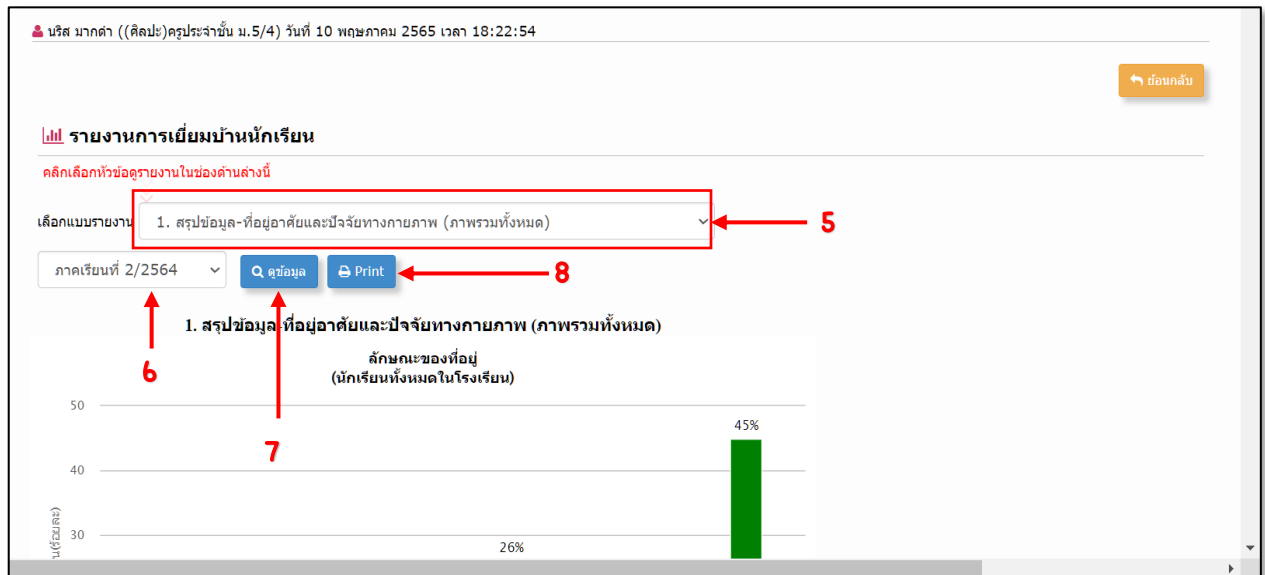 นริส มากดำ ((ศิลปะ)ครูประจำชั้น ม.5/4) วันที่ 10 พฤษภาคม 2565 เวลา 18:22:54
ย้อนกลับ
รายงานการเยี่ยมบ้านนักเรียน
คลิกเลือกหัวข้อดูรายงานในช่องด้านล่างนี้
เลือกแบบรายงาน 1. สรุปข้อมูล-ที่อยู่อาศัยและปัจจัยทางกายภาพ (ภาพรวมทั้งหมด) 5
ภาคเรียนที่ 2/2564 ดูข้อมูล Print 8
1. สรุปข้อมูล-ที่อยู่อาศัยและปัจจัยทางกายภาพ (ภาพรวมทั้งหมด)
6
ลักษณะของที่อยู่
(นักเรียนทั้งหมดในโรงเรียน)
50
45%
7
40
30
26%